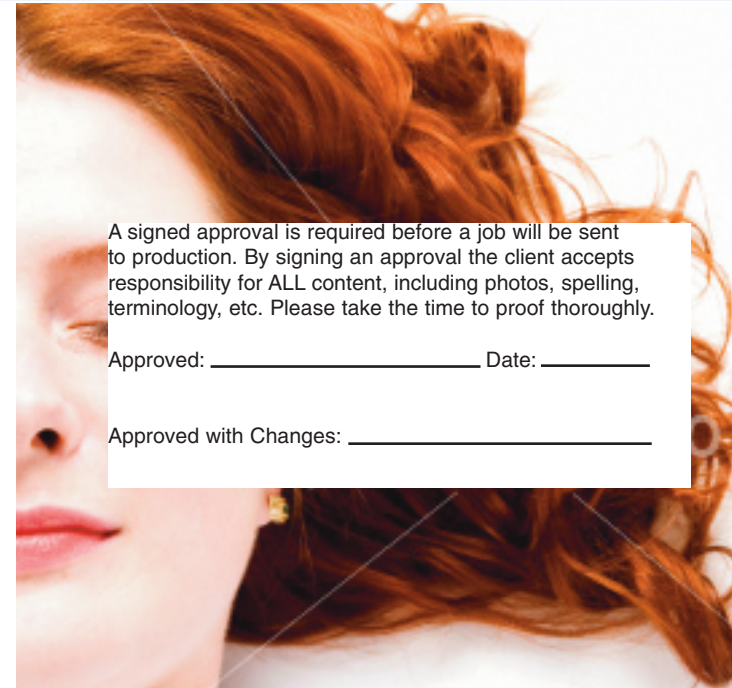 A signed approval is required before a job will be sent
to production. By signing an approval the client accepts
responsibility for ALL content, including photos, spelling,
terminology, etc. Please take the time to proof thoroughly.
Approved: Date:
Approved with Changes: